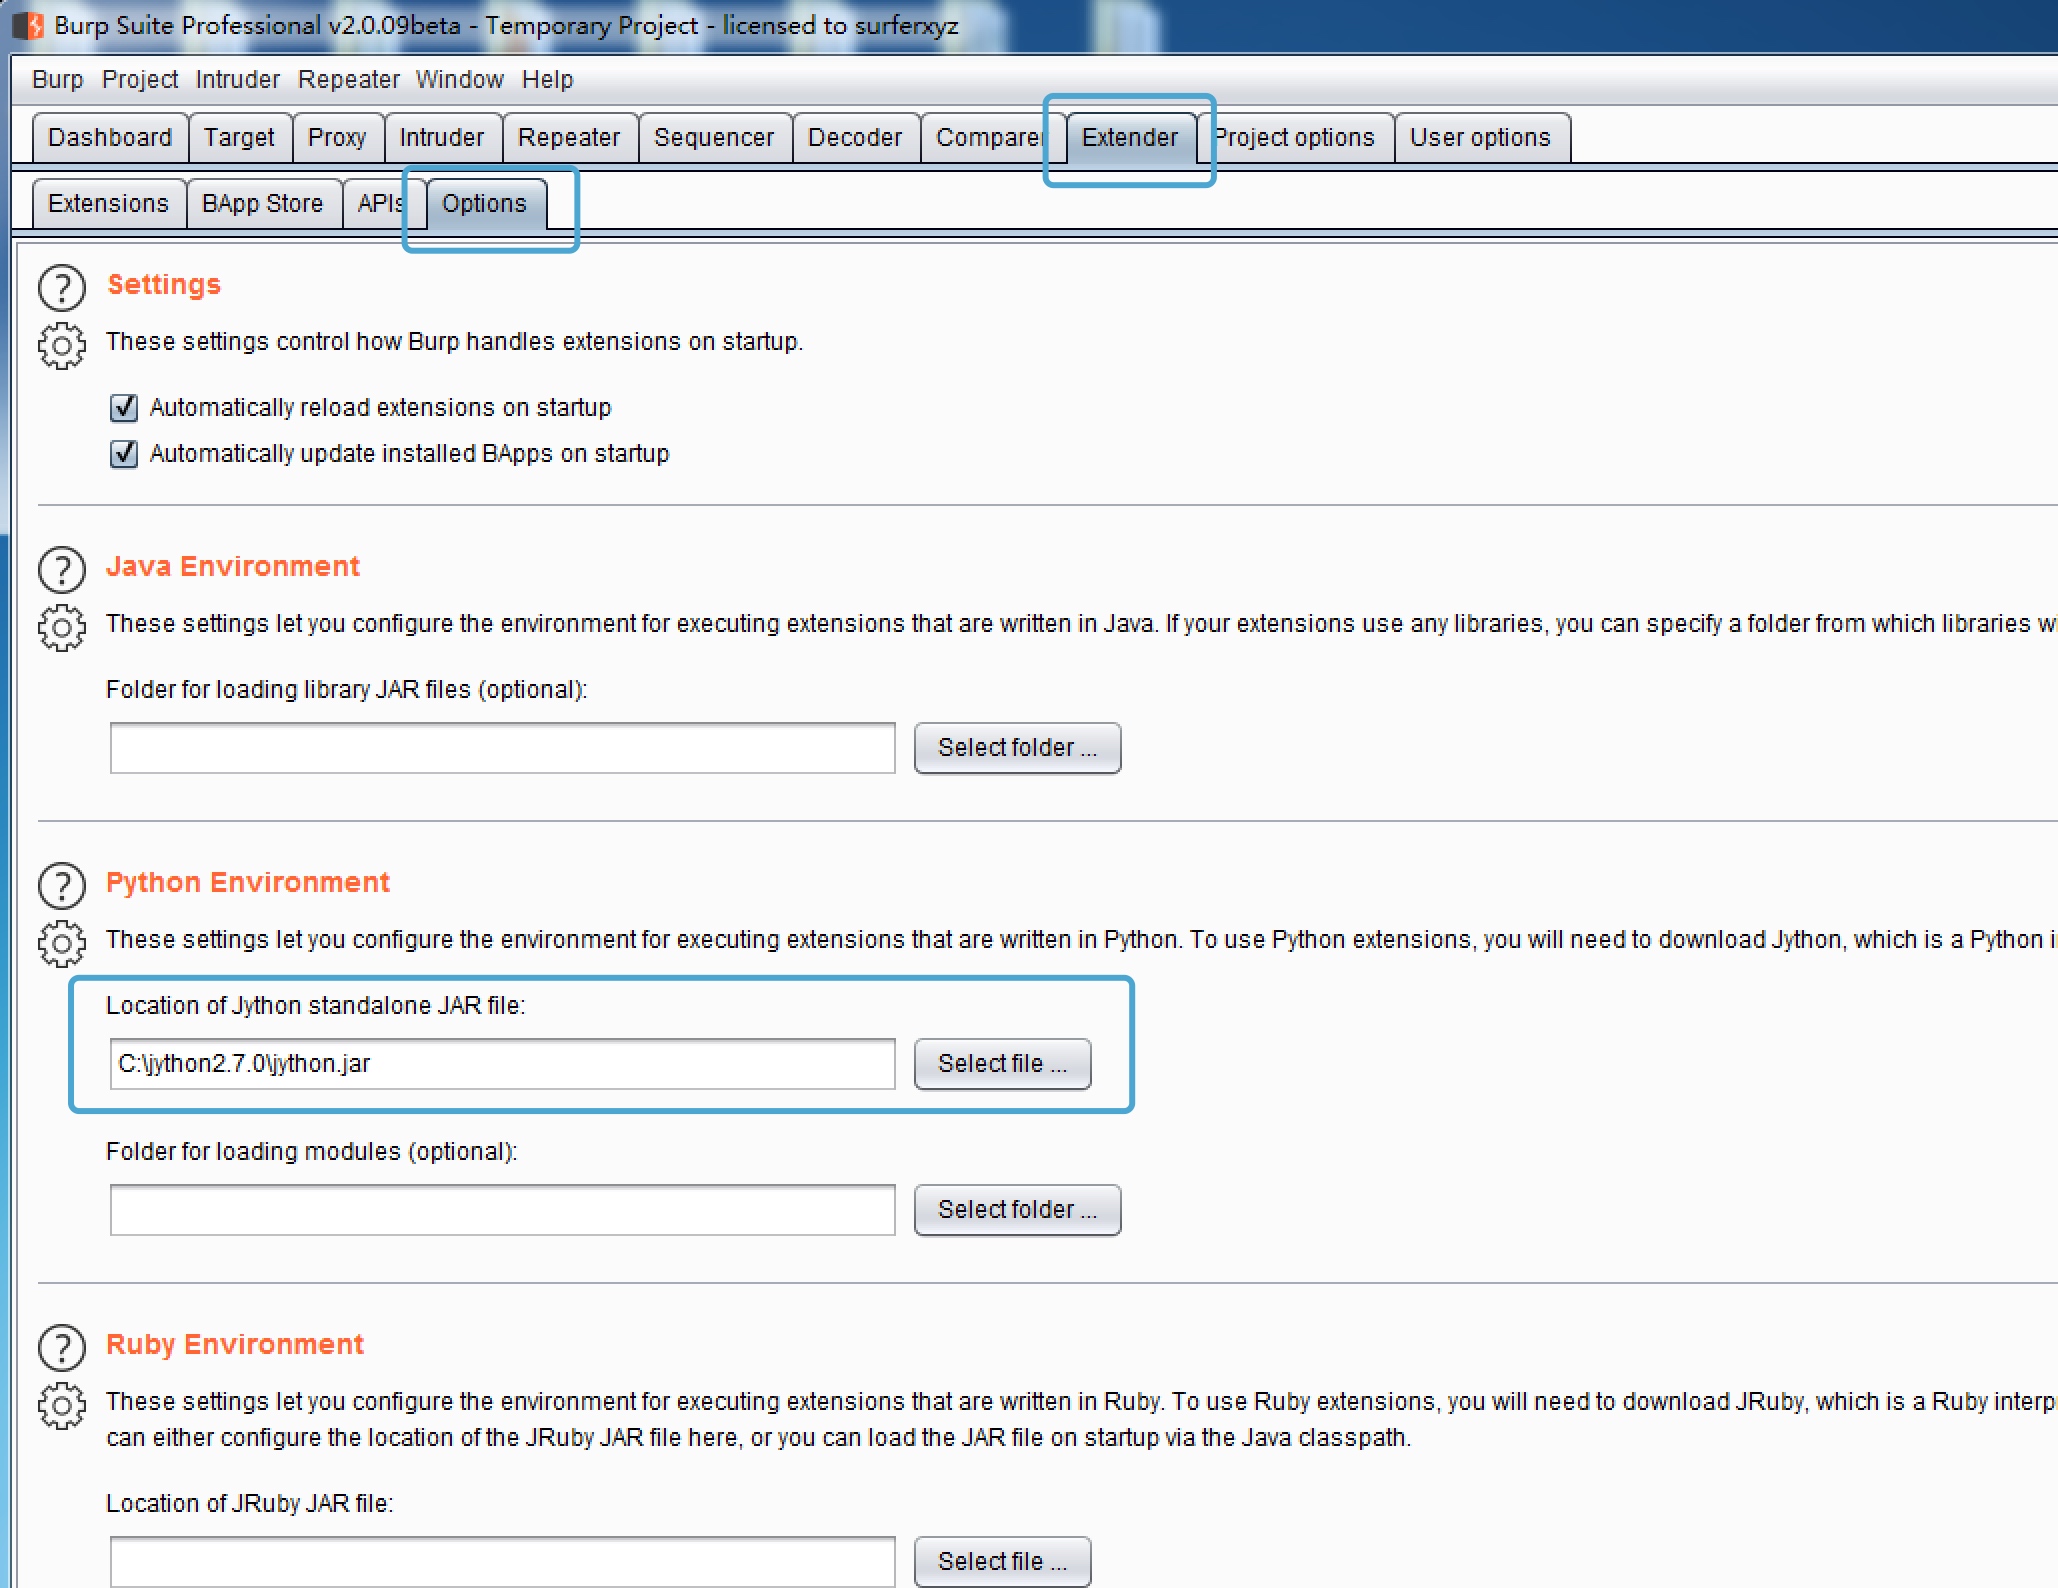 Burp Suite Professional v2.0.09beta - Temporary Project - licensed to surferxyz
Burp Project Intruder Repeater Window Help
Dashboard Target Proxy Intruder Repeater Sequencer Decoder Comparer Extender Project options User options
Extensions BApp Store APIs Options
Settings
These settings control how Burp handles extensions on startup.
Automatically reload extensions on startup
Automatically update installed BApps on startup
Java Environment
These settings let you configure the environment for executing extensions that are written in Java. If your extensions use any libraries, you can specify a folder from which libraries
Folder for loading library JAR files (optional):
Select folder ...
Python Environment
These settings let you configure the environment for executing extensions that are written in Python. To use Python extensions, you will need to download Jython, which is a Python
Location of Jython standalone JAR file:
C:\jython2.7.0\jython.jar
Select file ...
Folder for loading modules (optional):
Select folder ...
Ruby Environment
These settings let you configure the environment for executing extensions that are written in Ruby. To use Ruby extensions, you will need to download JRuby, which is a Ruby interp
can either configure the location of the JRuby JAR file here, or you can load the JAR file on startup via the Java classpath.
Location of JRuby JAR file:
Select file ...